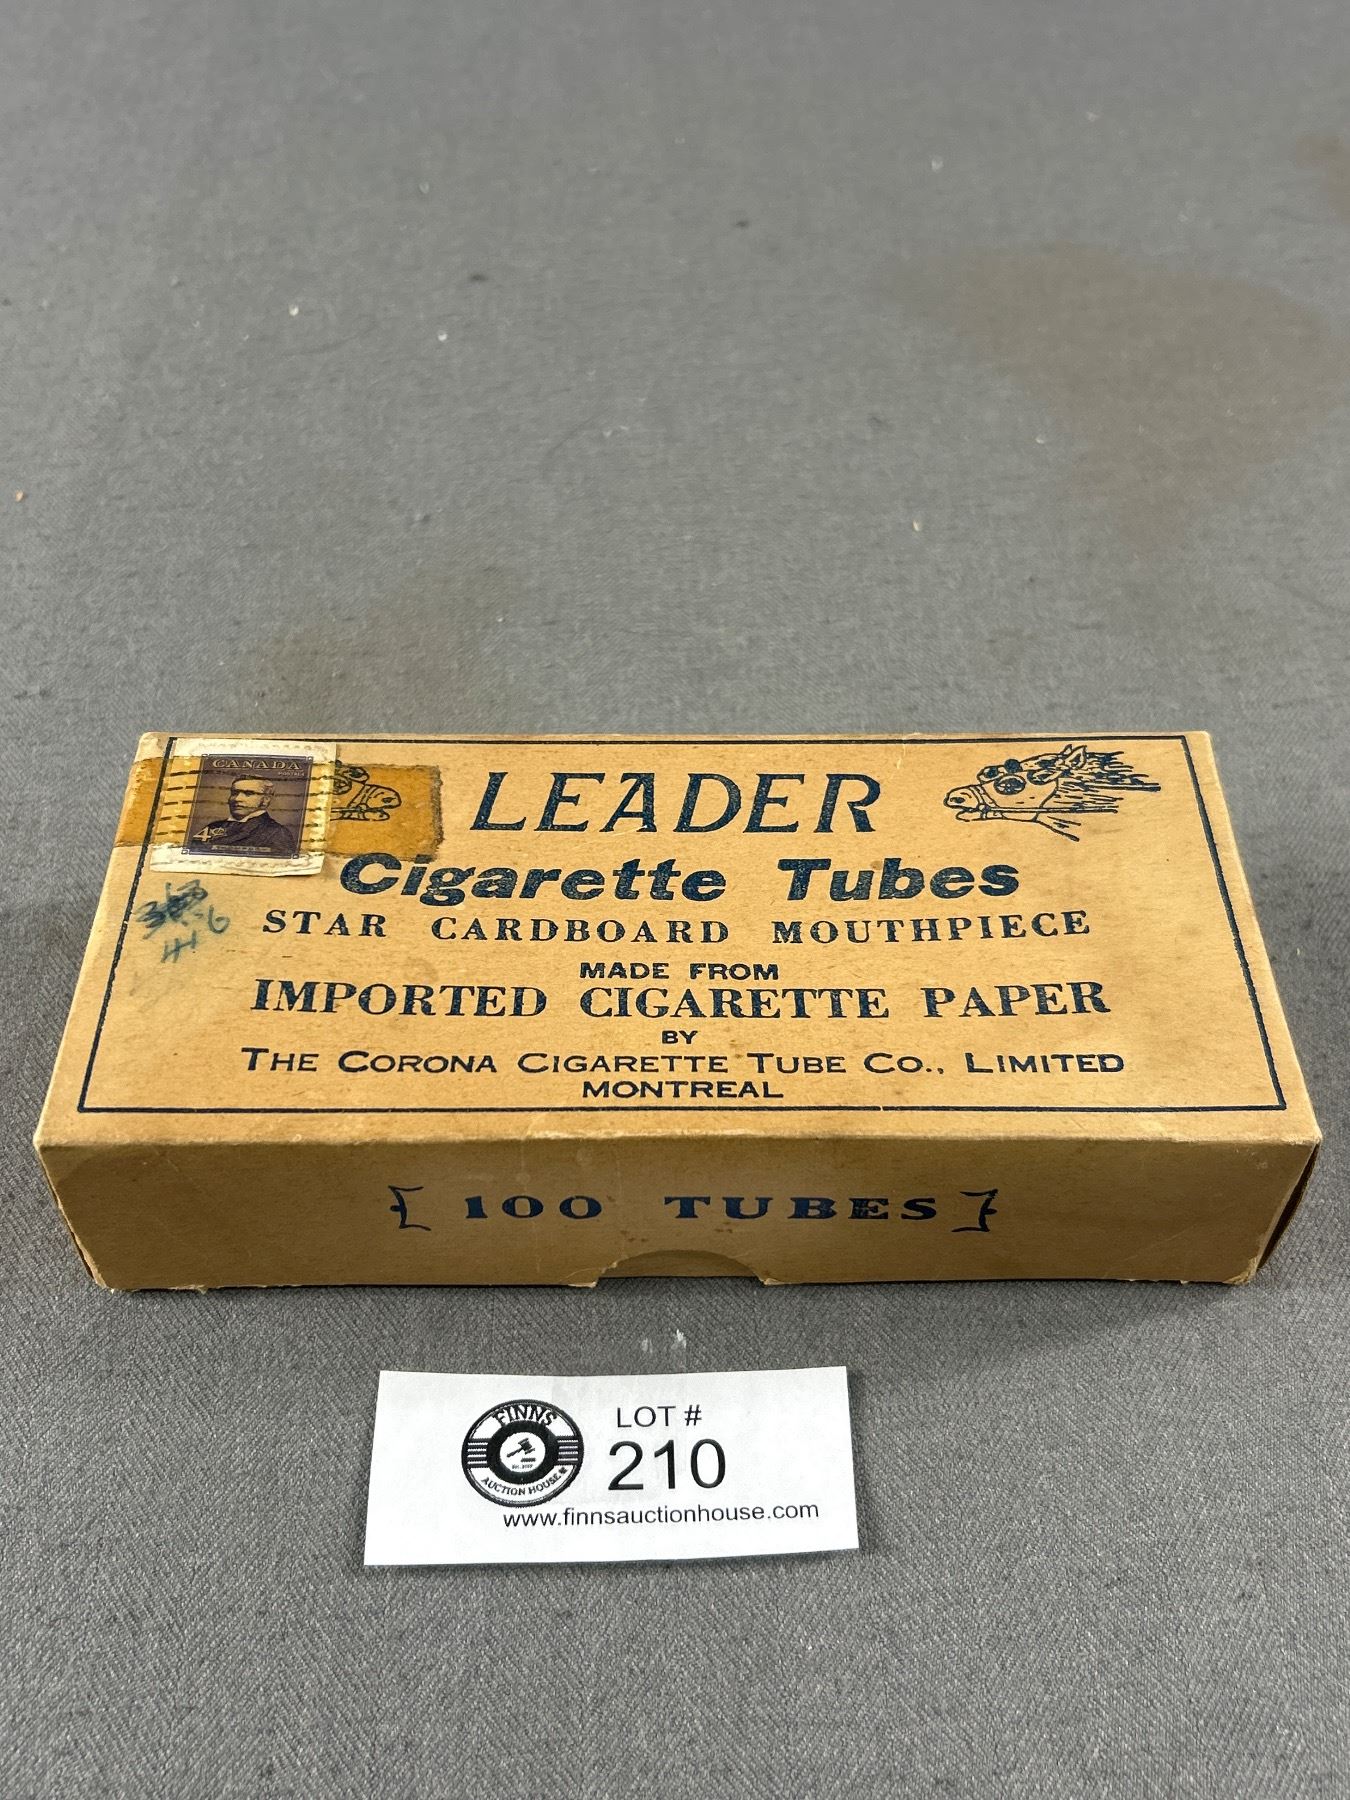 CANADA
POSTAGE
4
LEADER
Cigarette Tubes
STAR CARDBOARD MOUTHPIECE
MADE FROM
IMPORTED CIGARETTE PAPER
BY
THE CORONA CIGARETTE TUBE CO., LIMITED
MONTREAL
[ 100 TUBES ]
FINNS
AUCTION HOUSE
LOT #
210
www.finnsauctionhouse.com